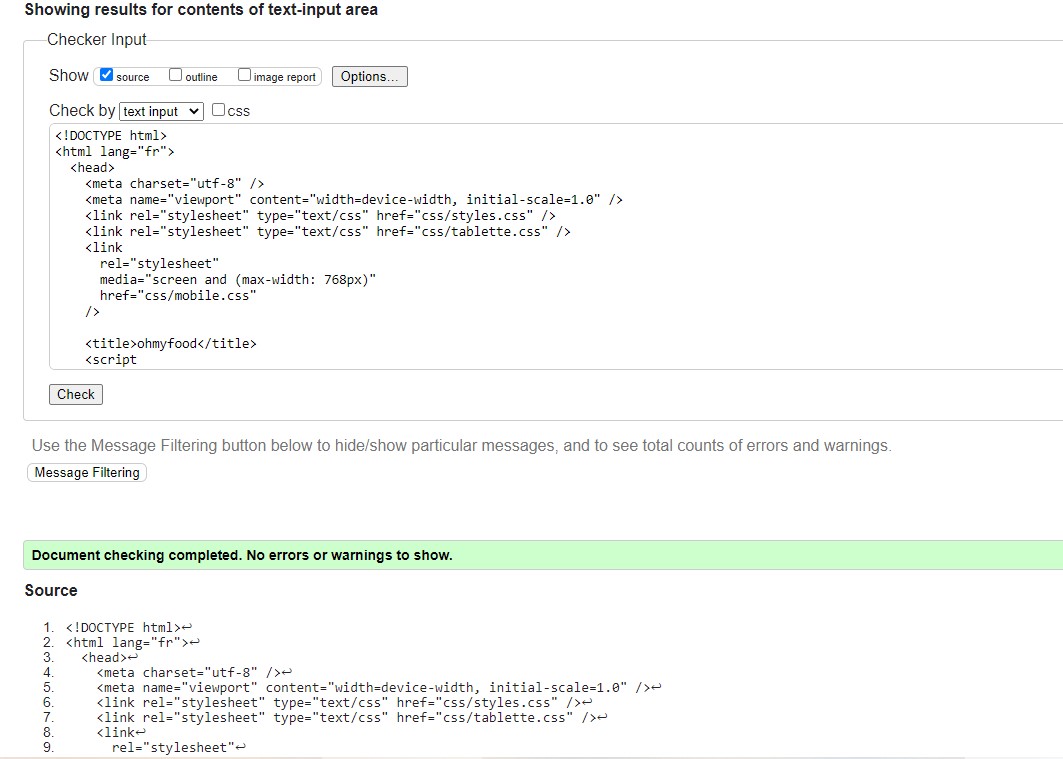 Showing results for contents of text-input area
Checker Input
Show source outline image report Options...
Check by text input css
<!DOCTYPE html>
<html lang="fr">
  <head>
    <meta charset="utf-8" />
    <meta name="viewport" content="width=device-width, initial-scale=1.0" />
    <link rel="stylesheet" type="text/css" href="css/styles.css" />
    <link rel="stylesheet" type="text/css" href="css/tablette.css" />
    <link
      rel="stylesheet"
      media="screen and (max-width: 768px)"
      href="css/mobile.css"
    />
    <title>ohmyfood</title>
    <script
Check
Use the Message Filtering button below to hide/show particular messages, and to see total counts of errors and warnings.
Message Filtering
Document checking completed. No errors or warnings to show.
Source
1. <!DOCTYPE html>↩
2. <html lang="fr">↩
3.   <head>↩
4.     <meta charset="utf-8" />↩
5.     <meta name="viewport" content="width=device-width, initial-scale=1.0" />↩
6.     <link rel="stylesheet" type="text/css" href="css/styles.css" />↩
7.     <link rel="stylesheet" type="text/css" href="css/tablette.css" />↩
8.     <link↩
9.       rel="stylesheet"↩